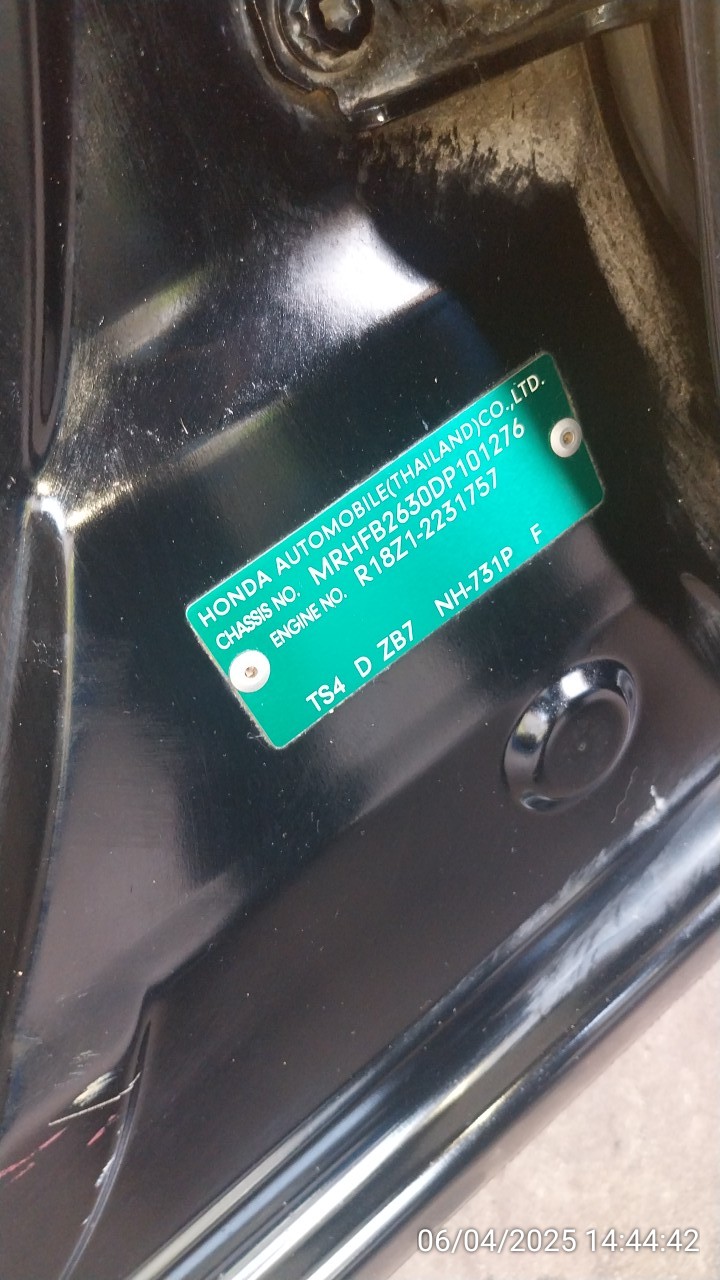 HONDA AUTOMOBILE(THAILAND)CO.,LTD.
CHASSIS NO. MRHFB2630DP101276
ENGINE NO. R18Z1-2231757
TS4 D ZB7 NH-731P F
06/04/2025 14:44:42